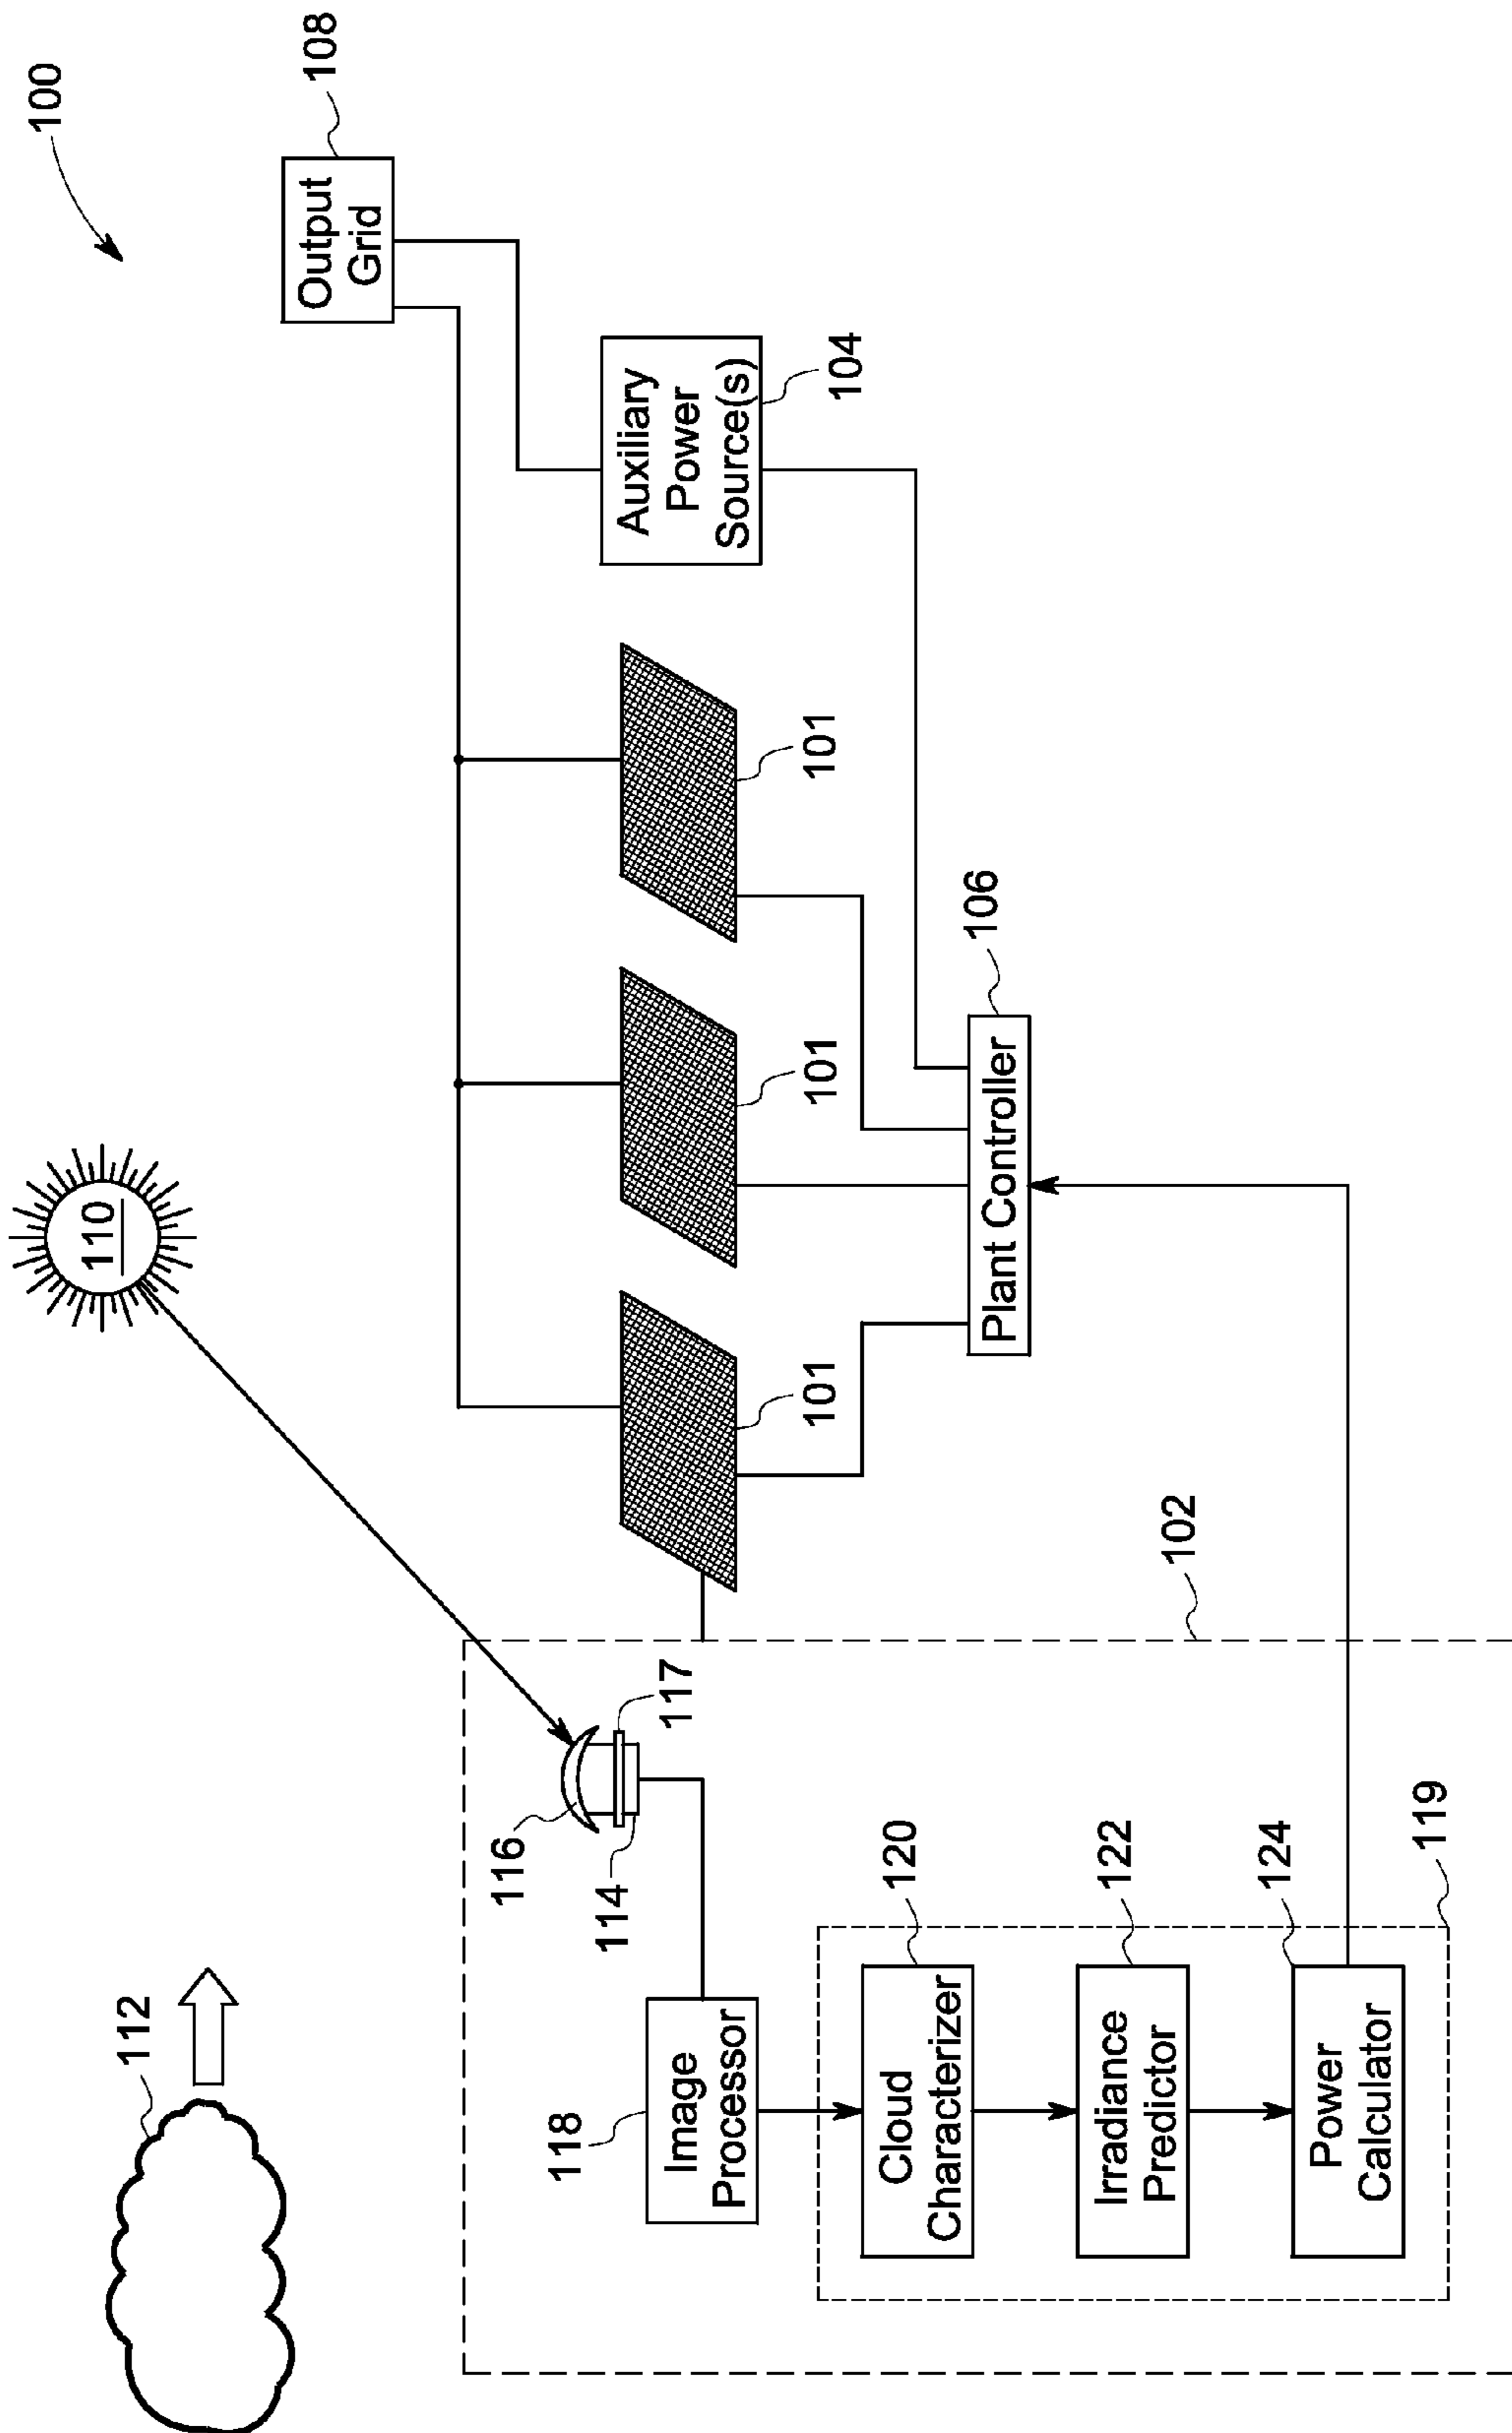 100
110
112
Output
Grid
108
Auxiliary
Power
Source(s)
104
101
101
101
Plant Controller
106
102
116
117
114
118
Image
Processor
Cloud
Characterizer
120
Irradiance
Predictor
122
Power
Calculator
124
119